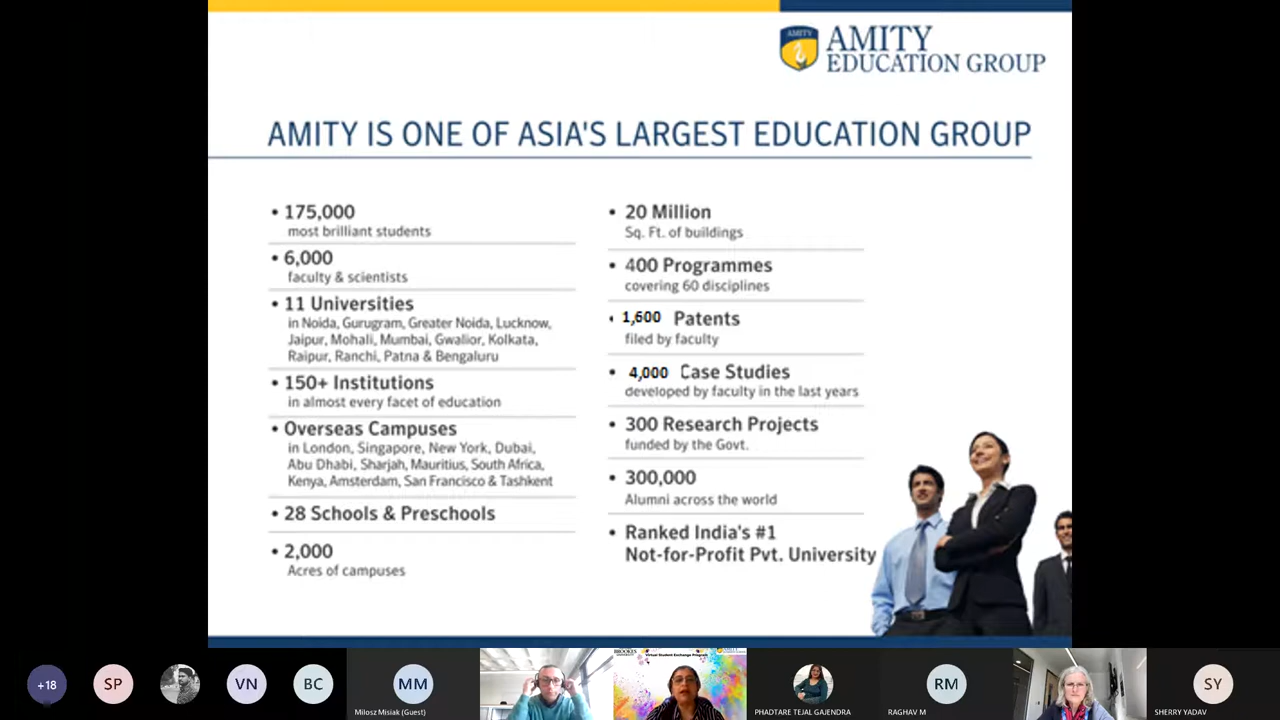 AMITY
AMITY
EDUCATION GROUP
AMITY IS ONE OF ASIA'S LARGEST EDUCATION GROUP
• 175,000
most brilliant students
• 6,000
faculty & scientists
• 11 Universities
in Noida, Gurugram, Greater Noida, Lucknow,
Jaipur, Mohali, Mumbai, Gwalior, Kolkata,
Raipur, Ranchi, Patna & Bengaluru
• 150+ Institutions
in almost every facet of education
• Overseas Campuses
in London, Singapore, New York, Dubai,
Abu Dhabi, Sharjah, Mauritius, South Africa,
Kenya, Amsterdam, San Francisco & Tashkent
• 28 Schools & Preschools
• 2,000
Acres of campuses
• 20 Million
Sq. Ft. of buildings
• 400 Programmes
covering 60 disciplines
• 1,600 Patents
filed by faculty
• 4,000 Case Studies
developed by faculty in the last years
• 300 Research Projects
funded by the Govt.
• 300,000
Alumni across the world
• Ranked India's #1
Not-for-Profit Pvt. University
+18
SP
VN
BC
MM
Milosz Misiak (Guest)
BROOKES
UNIVERSITY
Virtual Student Exchange Program
PHADTARE TEJAL GAJENDRA
RM
RAGHAV M
SY
SHERRY YADAV